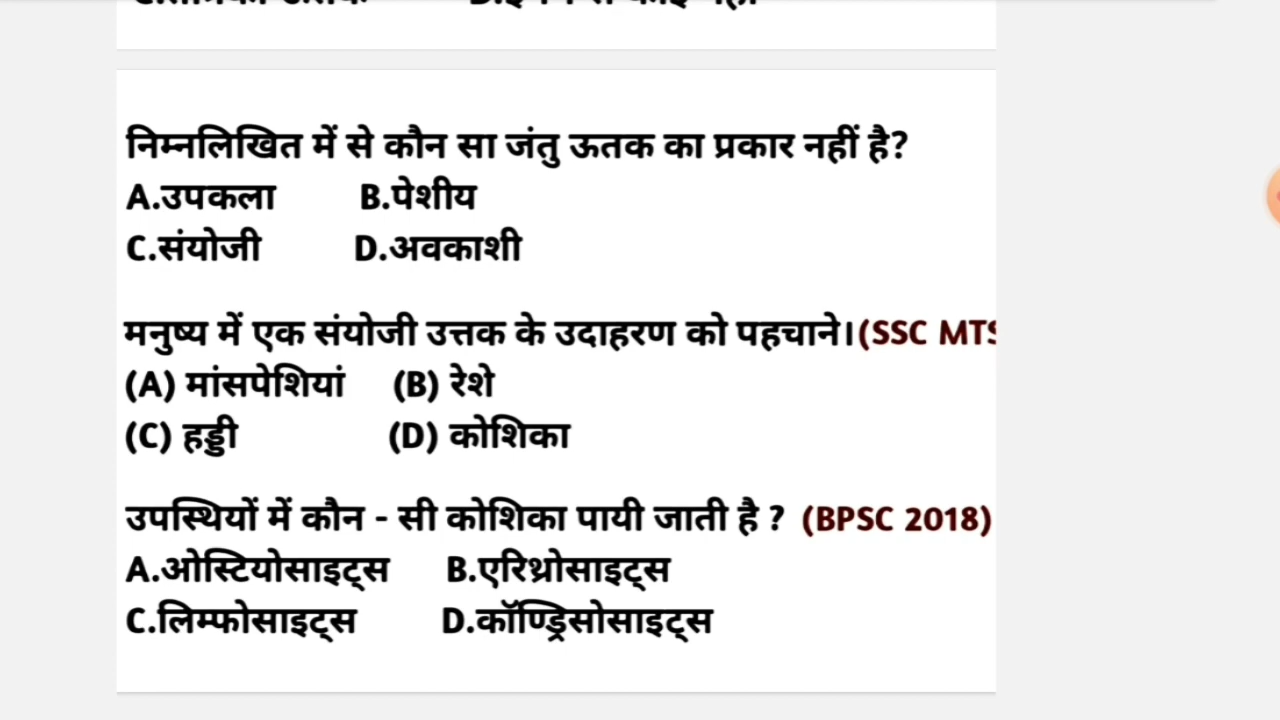 निम्नलिखित में से कौन सा जंतु ऊतक का प्रकार नहीं है?
A.उपकला B.पेशीय
C.संयोजी D.अवकाशी
मनुष्य में एक संयोजी उत्तक के उदाहरण को पहचाने।(SSC MTS
(A) मांसपेशियां (B) रेशे
(C) हड्डी (D) कोशिका
उपस्थियों में कौन - सी कोशिका पायी जाती है ? (BPSC 2018)
A.ओस्टियोसाइट्स B.एरिथ्रोसाइट्स
C.लिम्फोसाइट्स D.कॉण्ड्रिसोसाइट्स